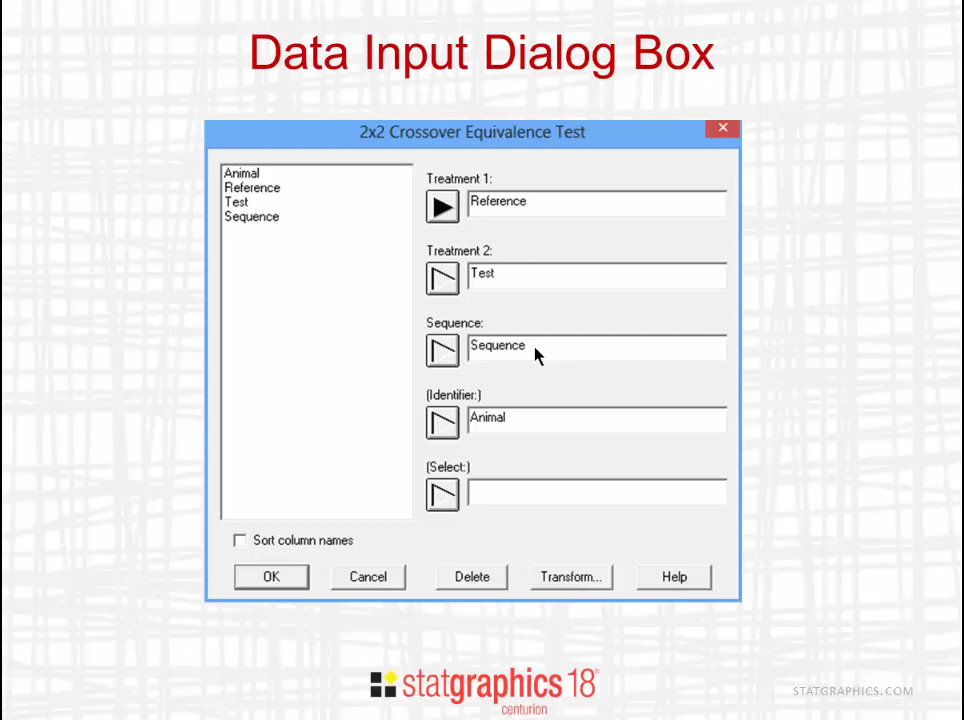 Data Input Dialog Box
2x2 Crossover Equivalence Test
Animal
Reference
Test
Sequence
Treatment 1:
Reference
Treatment 2:
Test
Sequence:
Sequence
(Identifier:)
Animal
(Select:)
Sort column names
OK
Cancel
Delete
Transform...
Help
statgraphics 18®
centurion
STATGRAPHICS.COM